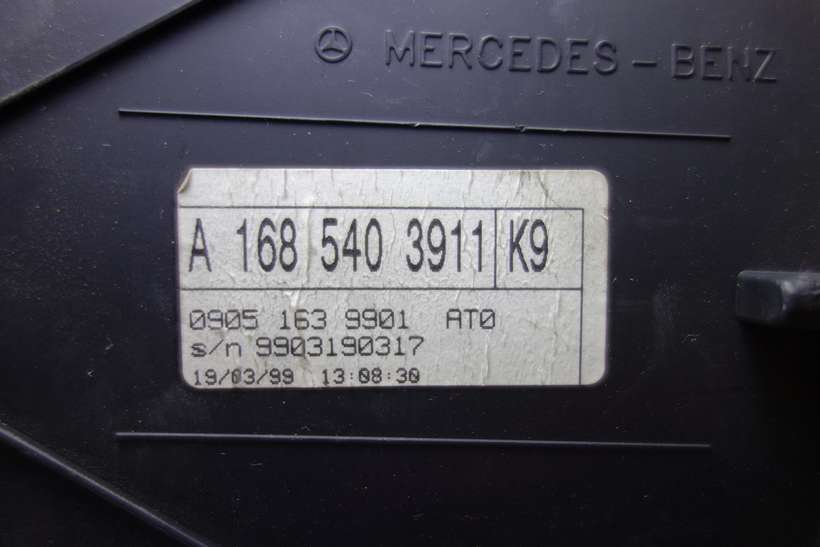 MERCEDES-BENZ
A 168 540 3911 K9
0905 163 9901 AT0
s/n 9903190317
19/03/99 13:08:30